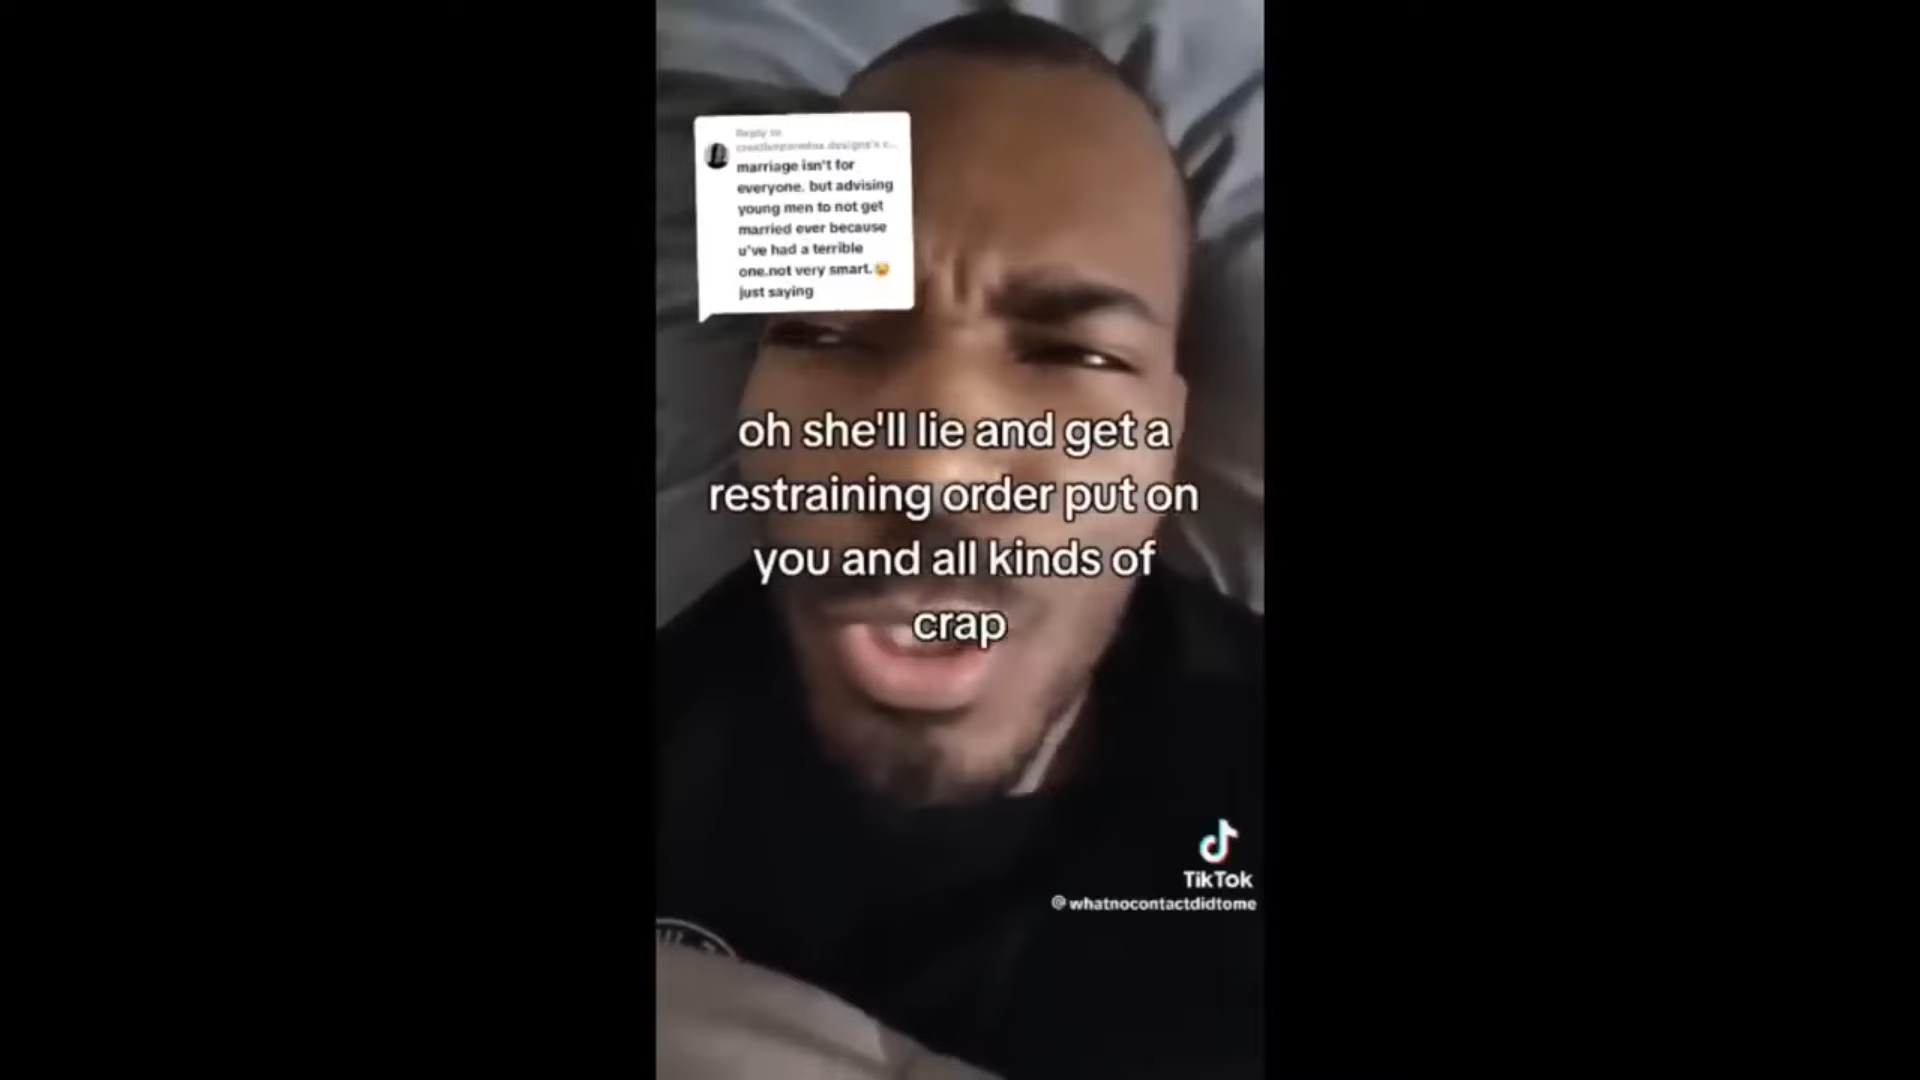 Reply to
marriage isn't for
everyone. but advising
young men to not get
married ever because
u've had a terrible
one.not very smart.😅
just saying
oh she'll lie and get a
restraining order put on
you and all kinds of
crap
TikTok
@whatnocontactdidtome